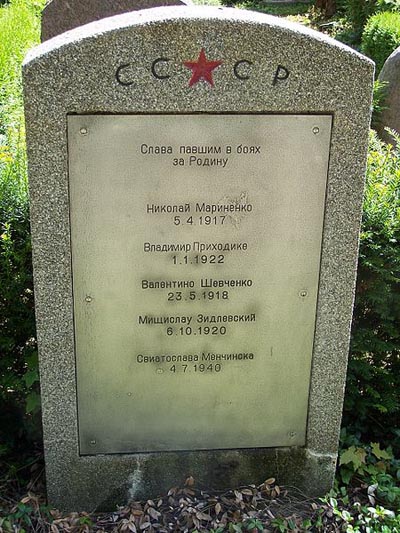 СССР
Слава павшим в боях
за Родину
Николай Мариненко
5.4.1917
Владимир Приходике
1.1.1922
Валентино Шевченко
23.5.1918
Мищислау Зидлевский
6.10.1920
Свиатослава Менчинска
4.7.1940